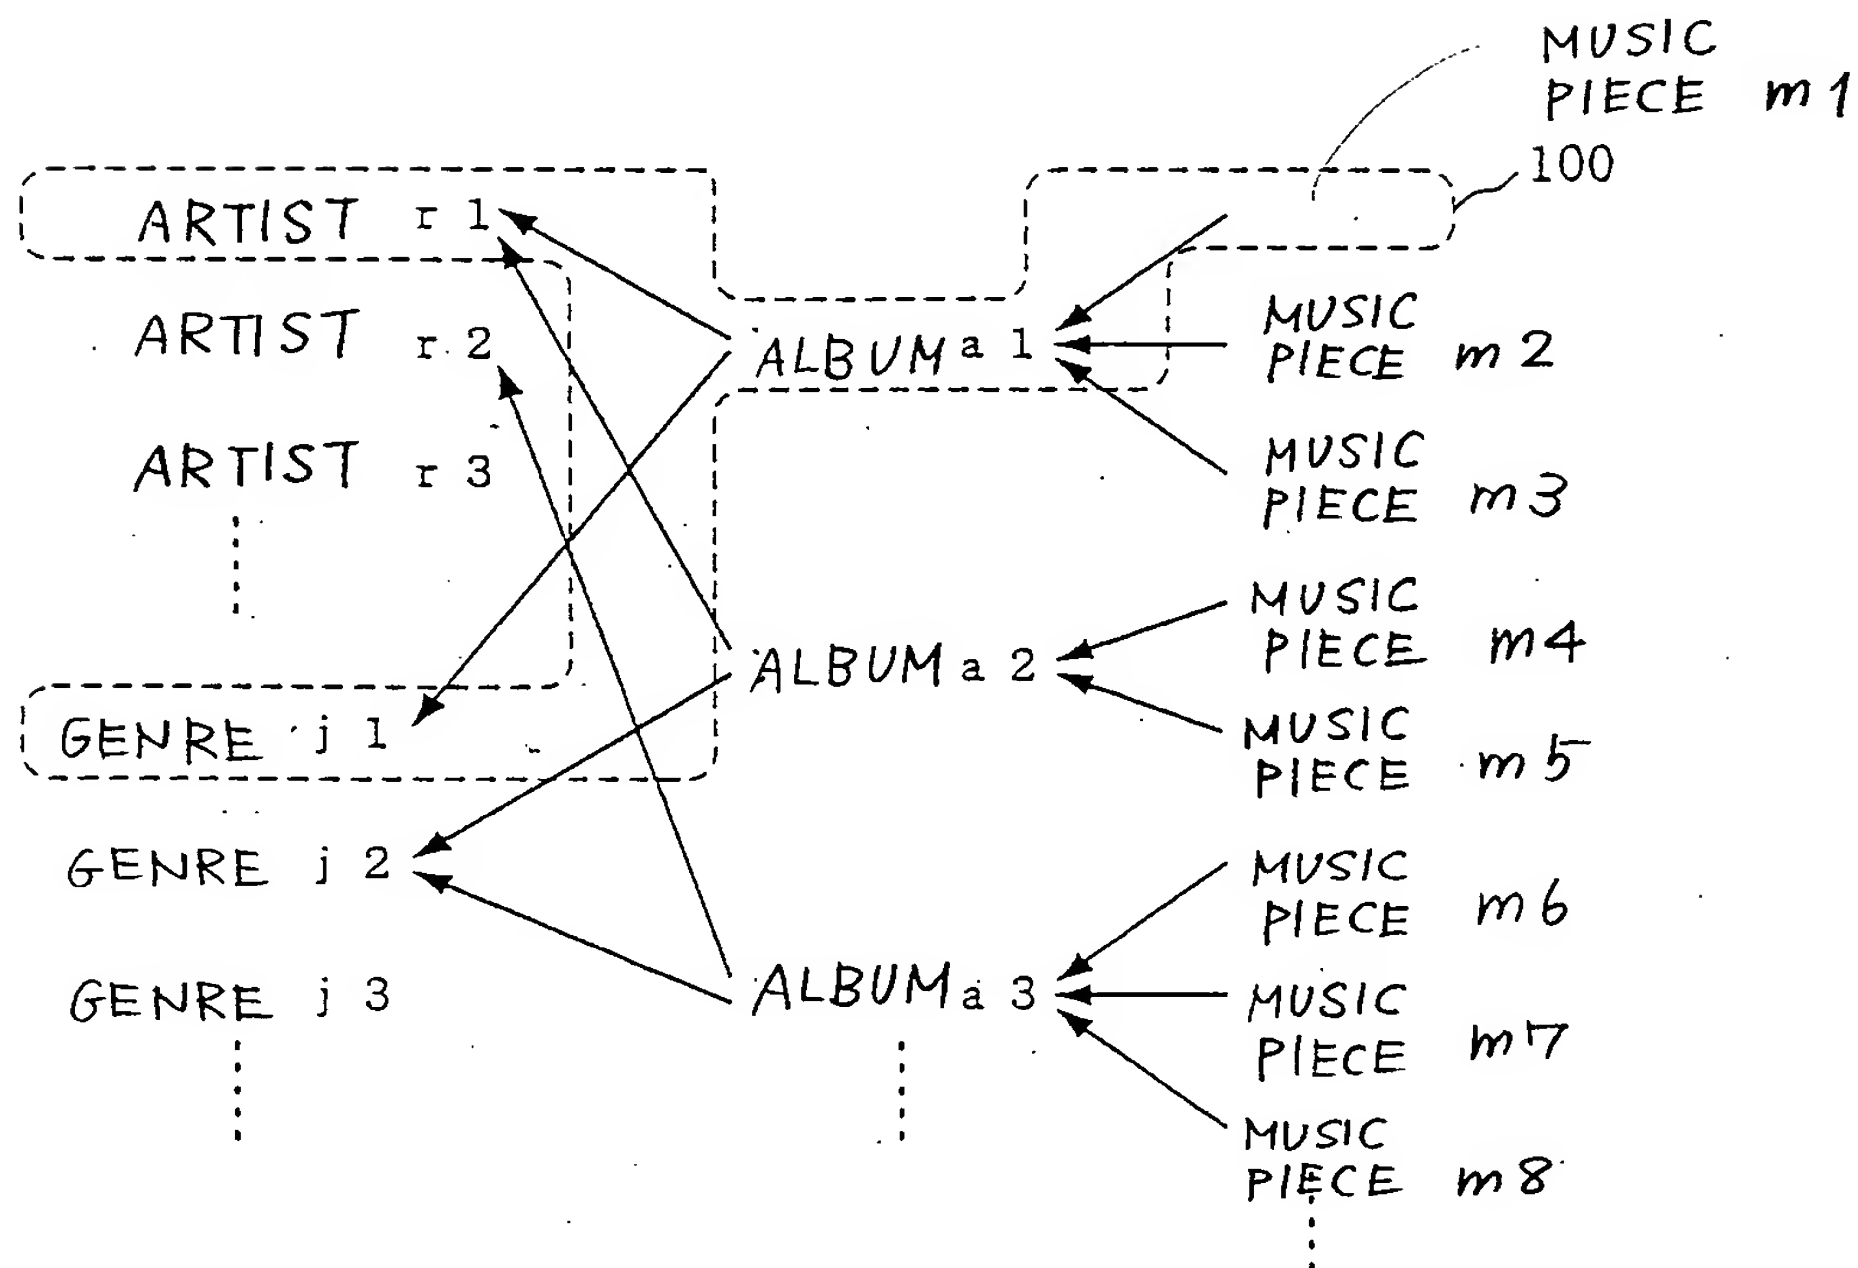 MUSIC
PIECE m1
100
ARTIST r 1
ARTIST r 2
ARTIST r 3
GENRE j 1
GENRE j 2
GENRE j 3
ALBUM a 1
ALBUM a 2
ALBUM a 3
MUSIC
PIECE m2
MUSIC
PIECE m3
MUSIC
PIECE m4
MUSIC
PIECE m5
MUSIC
PIECE m6
MUSIC
PIECE m7
MUSIC
PIECE m8